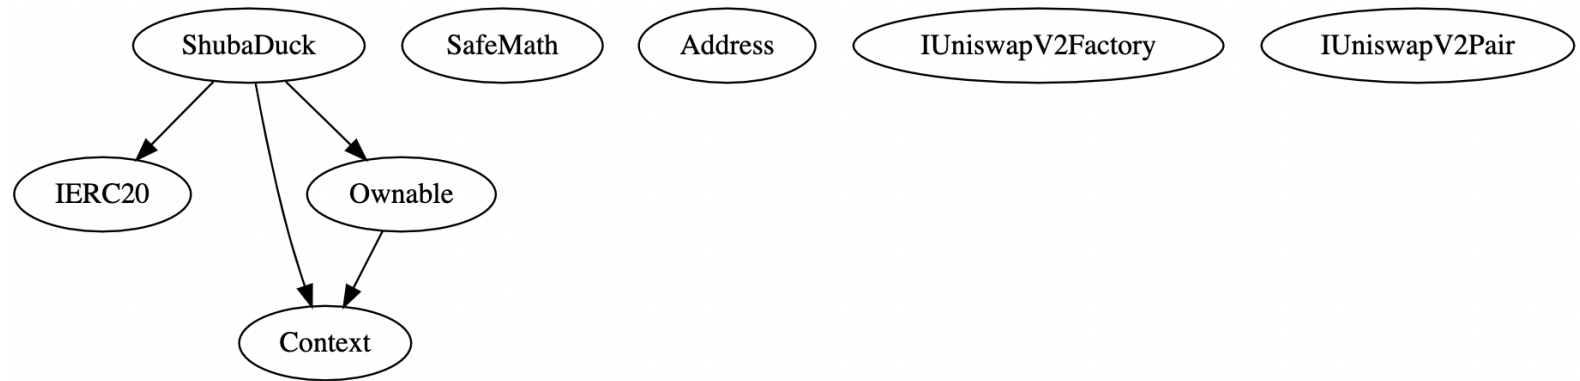 ShubaDuck
SafeMath
Address
IUniswapV2Factory
IUniswapV2Pair
IERC20
Ownable
Context